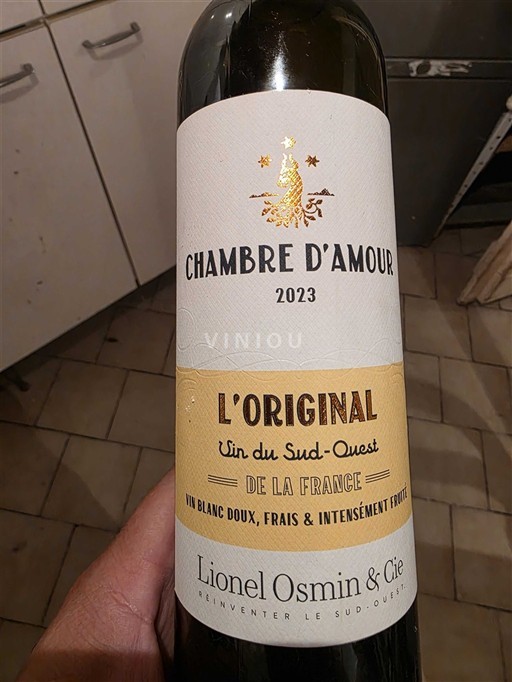 CHAMBRE D'AMOUR
2023
VINIOU
L'ORIGINAL
Vin du Sud-Ouest
DE LA FRANCE
VIN BLANC DOUX, FRAIS & INTENSÉMENT FRUITÉ
Lionel Osmin & Cie
RÉINVENTER LE SUD-OUEST